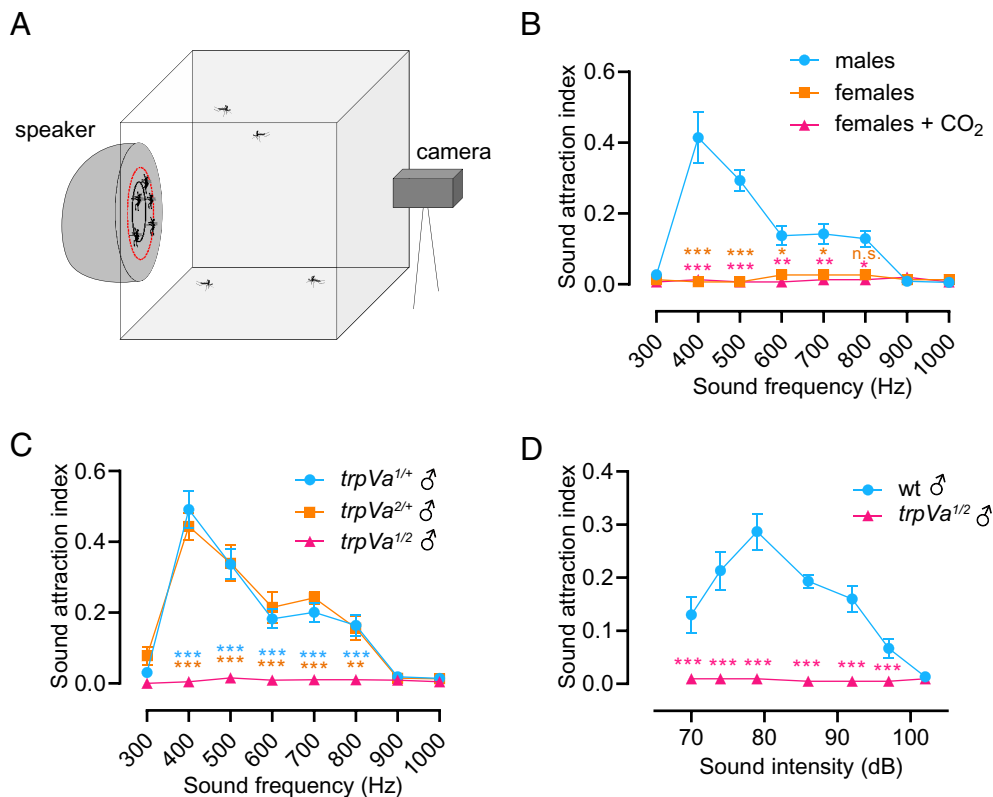 A
speaker
camera
B
males
females
females + CO₂
Sound attraction index
0.6
0.4
0.2
0.0
*** *** * * n.s.
*** *** ** ** *
300 400 500 600 700 800 900 1000
Sound frequency (Hz)
C
trpVa1/+ ♂
trpVa2/+ ♂
trpVa1/2 ♂
Sound attraction index
0.6
0.4
0.2
0.0
*** *** *** *** ***
*** *** *** *** **
300 400 500 600 700 800 900 1000
Sound frequency (Hz)
D
wt ♂
trpVa1/2 ♂
Sound attraction index
0.4
0.3
0.2
0.1
0.0
*** *** *** *** *** ***
70 80 90 100
Sound intensity (dB)